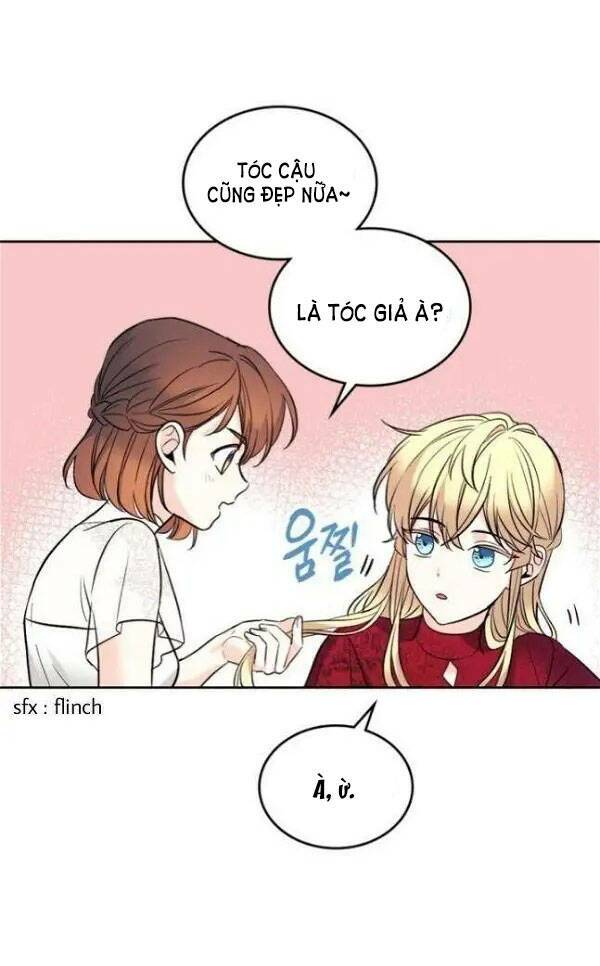 TÓC CẬU
CŨNG ĐẸP NỮA~
LÀ TÓC GIẢ À?
움찔
sfx : flinch
À, Ừ.